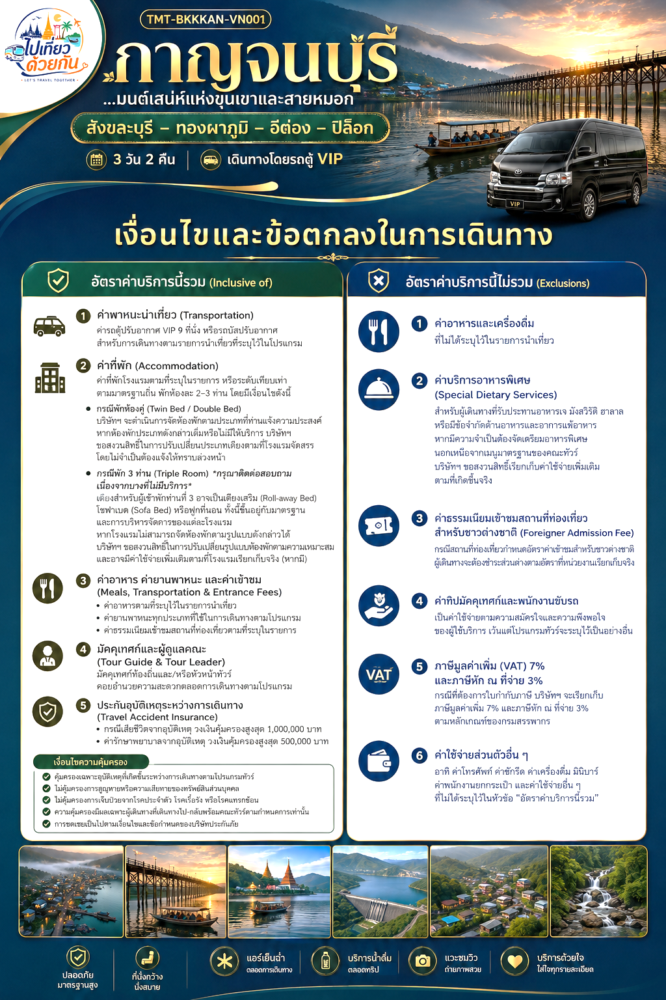 ไปเที่ยว
ด้วยกัน
- LET'S TRAVEL TOGETHER -
TMT-BKKKAN-VN001
กาญจนบุรี
...มนต์เสน่ห์แห่งขุนเขาและสายหมอก
สังขละบุรี – ทองผาภูมิ – อีต่อง – ปิล็อก
3 วัน 2 คืน
เดินทางโดยรถตู้ VIP
VIP
เงื่อนไขและข้อตกลงในการเดินทาง
อัตราค่าบริการนี้รวม (Inclusive of)
1 ค่าพาหนะนำเที่ยว (Transportation)
ค่ารถตู้ปรับอากาศ VIP 9 ที่นั่ง หรือรถบัสปรับอากาศ
สำหรับการเดินทางตามรายการนำเที่ยวที่ระบุไว้ในโปรแกรม
2 ค่าที่พัก (Accommodation)
ค่าที่พักโรงแรมตามที่ระบุในรายการ หรือระดับเทียบเท่า
ตามมาตรฐานถิ่น พักห้องละ 2–3 ท่าน โดยมีเงื่อนไขดังนี้
• กรณีพักห้องคู่ (Twin Bed / Double Bed)
บริษัทฯ จะดำเนินการจัดห้องพักตามประเภทที่ท่านแจ้งความประสงค์
หากห้องพักประเภทดังกล่าวเต็มหรือไม่มีให้บริการ บริษัทฯ
ขอสงวนสิทธิ์ในการปรับเปลี่ยนประเภทเตียงตามที่โรงแรมจัดสรร
โดยไม่จำเป็นต้องแจ้งให้ทราบล่วงหน้า
• กรณีพัก 3 ท่าน (Triple Room) *กรุณาติดต่อสอบถาม
เนื่องจากบางที่ไม่มีบริการ*
เตียงสำหรับผู้เข้าพักท่านที่ 3 อาจเป็นเตียงเสริม (Roll-away Bed)
โซฟาเบด (Sofa Bed) หรือฟูกที่นอน ทั้งนี้ขึ้นอยู่กับมาตรฐาน
และการบริหารจัดการของแต่ละโรงแรม
หากโรงแรมไม่สามารถจัดห้องพักตามรูปแบบดังกล่าวได้
บริษัทฯ ขอสงวนสิทธิ์ในการปรับเปลี่ยนรูปแบบห้องพักตามความเหมาะสม
และอาจมีค่าใช้จ่ายเพิ่มเติมตามที่โรงแรมเรียกเก็บจริง (หากมี)
3 ค่าอาหาร ค่ายานพาหนะ และค่าเข้าชม
(Meals, Transportation & Entrance Fees)
• ค่าอาหารตามที่ระบุไว้ในรายการนำเที่ยว
• ค่ายานพาหนะทุกประเภทที่ใช้ในการเดินทางตามโปรแกรม
• ค่าธรรมเนียมเข้าชมสถานที่ท่องเที่ยวตามที่ระบุในรายการ
4 มัคคุเทศก์และผู้ดูแลคณะ
(Tour Guide & Tour Leader)
มัคคุเทศก์ท้องถิ่นและ/หรือหัวหน้าทัวร์
คอยอำนวยความสะดวกตลอดการเดินทางตามโปรแกรม
5 ประกันอุบัติเหตุระหว่างการเดินทาง
(Travel Accident Insurance)
• กรณีเสียชีวิตจากอุบัติเหตุ วงเงินคุ้มครองสูงสุด 1,000,000 บาท
• ค่ารักษาพยาบาลจากอุบัติเหตุ วงเงินคุ้มครองสูงสุด 500,000 บาท
เงื่อนไขความคุ้มครอง
คุ้มครองเฉพาะอุบัติเหตุที่เกิดขึ้นระหว่างการเดินทางตามโปรแกรมทัวร์
ไม่คุ้มครองการสูญหายหรือความเสียหายของทรัพย์สินส่วนบุคคล
ไม่คุ้มครองการเจ็บป่วยจากโรคประจำตัว โรคเรื้อรัง หรือโรคแทรกซ้อน
ความคุ้มครองมีผลเฉพาะผู้เดินทางที่เดินทางไป-กลับพร้อมคณะทัวร์ตามกำหนดการเท่านั้น
การชดเชยเป็นไปตามเงื่อนไขและข้อกำหนดของบริษัทประกันภัย
อัตราค่าบริการนี้ไม่รวม (Exclusions)
1 ค่าอาหารและเครื่องดื่ม
ที่ไม่ได้ระบุไว้ในรายการนำเที่ยว
2 ค่าบริการอาหารพิเศษ
(Special Dietary Services)
สำหรับผู้เดินทางที่รับประทานอาหารเจ มังสวิรัติ ฮาลาล
หรือมีข้อจำกัดด้านอาหารและอาการแพ้อาหาร
หากมีความจำเป็นต้องจัดเตรียมอาหารพิเศษ
นอกเหนือจากเมนูมาตรฐานของคณะทัวร์
บริษัทฯ ขอสงวนสิทธิ์เรียกเก็บค่าใช้จ่ายเพิ่มเติม
ตามที่เกิดขึ้นจริง
3 ค่าธรรมเนียมเข้าชมสถานที่ท่องเที่ยว
สำหรับชาวต่างชาติ (Foreigner Admission Fee)
กรณีสถานที่ท่องเที่ยวกำหนดอัตราค่าเข้าชมสำหรับชาวต่างชาติ
ผู้เดินทางจะต้องชำระส่วนต่างตามอัตราที่หน่วยงานเรียกเก็บจริง
4 ค่าทิปมัคคุเทศก์และพนักงานขับรถ
เป็นค่าใช้จ่ายตามความสมัครใจและความพึงพอใจ
ของผู้ใช้บริการ เว้นแต่โปรแกรมทัวร์จะระบุไว้เป็นอย่างอื่น
VAT
5 ภาษีมูลค่าเพิ่ม (VAT) 7%
และภาษีหัก ณ ที่จ่าย 3%
กรณีที่ต้องการใบกำกับภาษี บริษัทฯ จะเรียกเก็บ
ภาษีมูลค่าเพิ่ม 7% และภาษีหัก ณ ที่จ่าย 3%
ตามหลักเกณฑ์ของกรมสรรพากร
6 ค่าใช้จ่ายส่วนตัวอื่น ๆ
อาทิ ค่าโทรศัพท์ ค่าซักรีด ค่าเครื่องดื่ม มินิบาร์
ค่าพนักงานยกกระเป๋า และค่าใช้จ่ายอื่น ๆ
ที่ไม่ได้ระบุไว้ในหัวข้อ “อัตราค่าบริการนี้รวม”
ปลอดภัย
มาตรฐานสูง
ที่นั่งกว้าง
นั่งสบาย
แอร์เย็นฉ่ำ
ตลอดการเดินทาง
บริการน้ำดื่ม
ตลอดทริป
แวะชมวิว
ถ่ายภาพสวย
บริการด้วยใจ
ใส่ใจทุกรายละเอียด